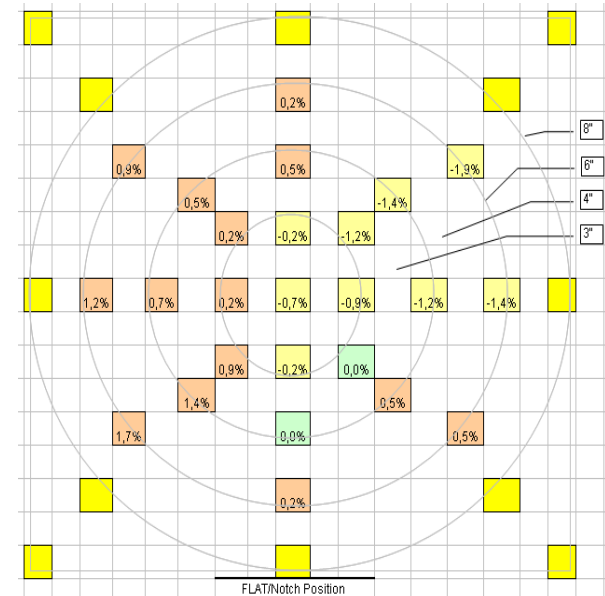 0,2%
8"
0,9% 0,5% -1,9%
6"
0,5% -1,4%
4"
0,2% -0,2% -1,2%
3"
1,2% 0,7% 0,2% -0,7% -0,9% -1,2% -1,4%
0,9% -0,2% 0,0%
1,4% 0,5%
1,7% 0,0% 0,5%
0,2%
FLAT/Notch Position